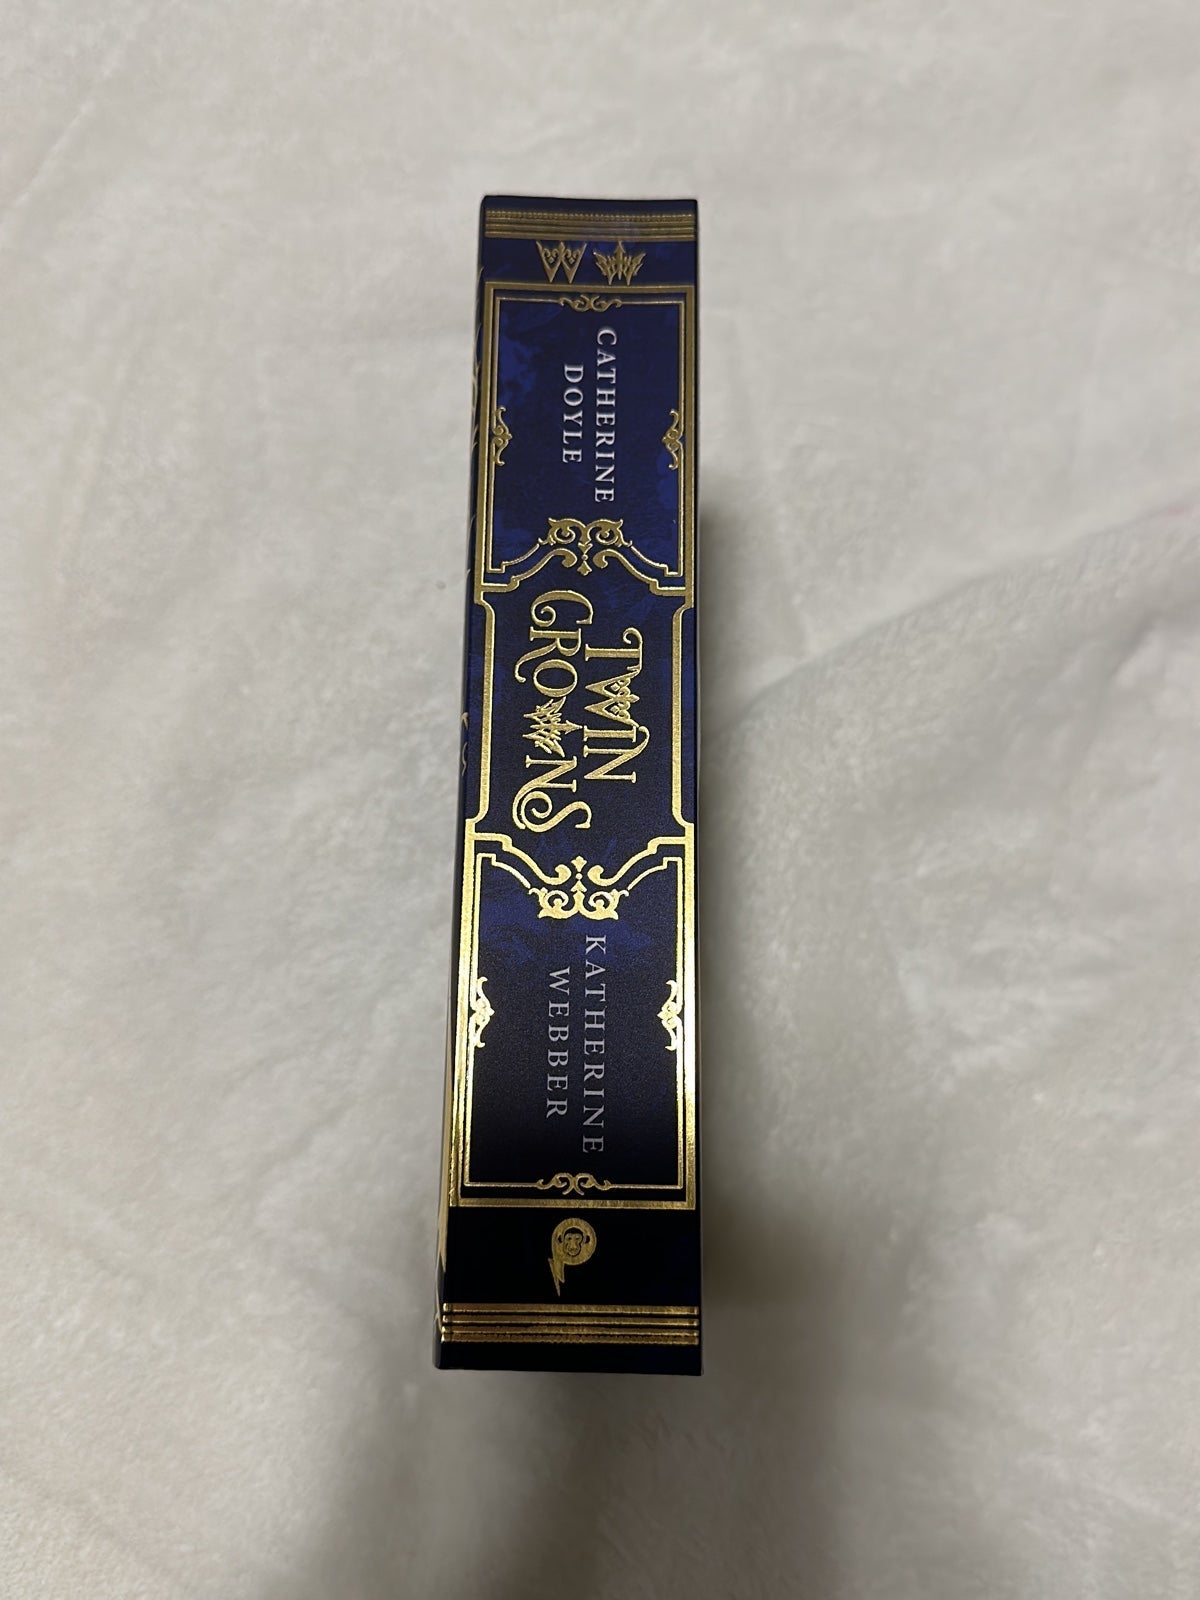 CATHERINE
DOYLE
TWIN
CROWNS
KATHERINE
WEBBER